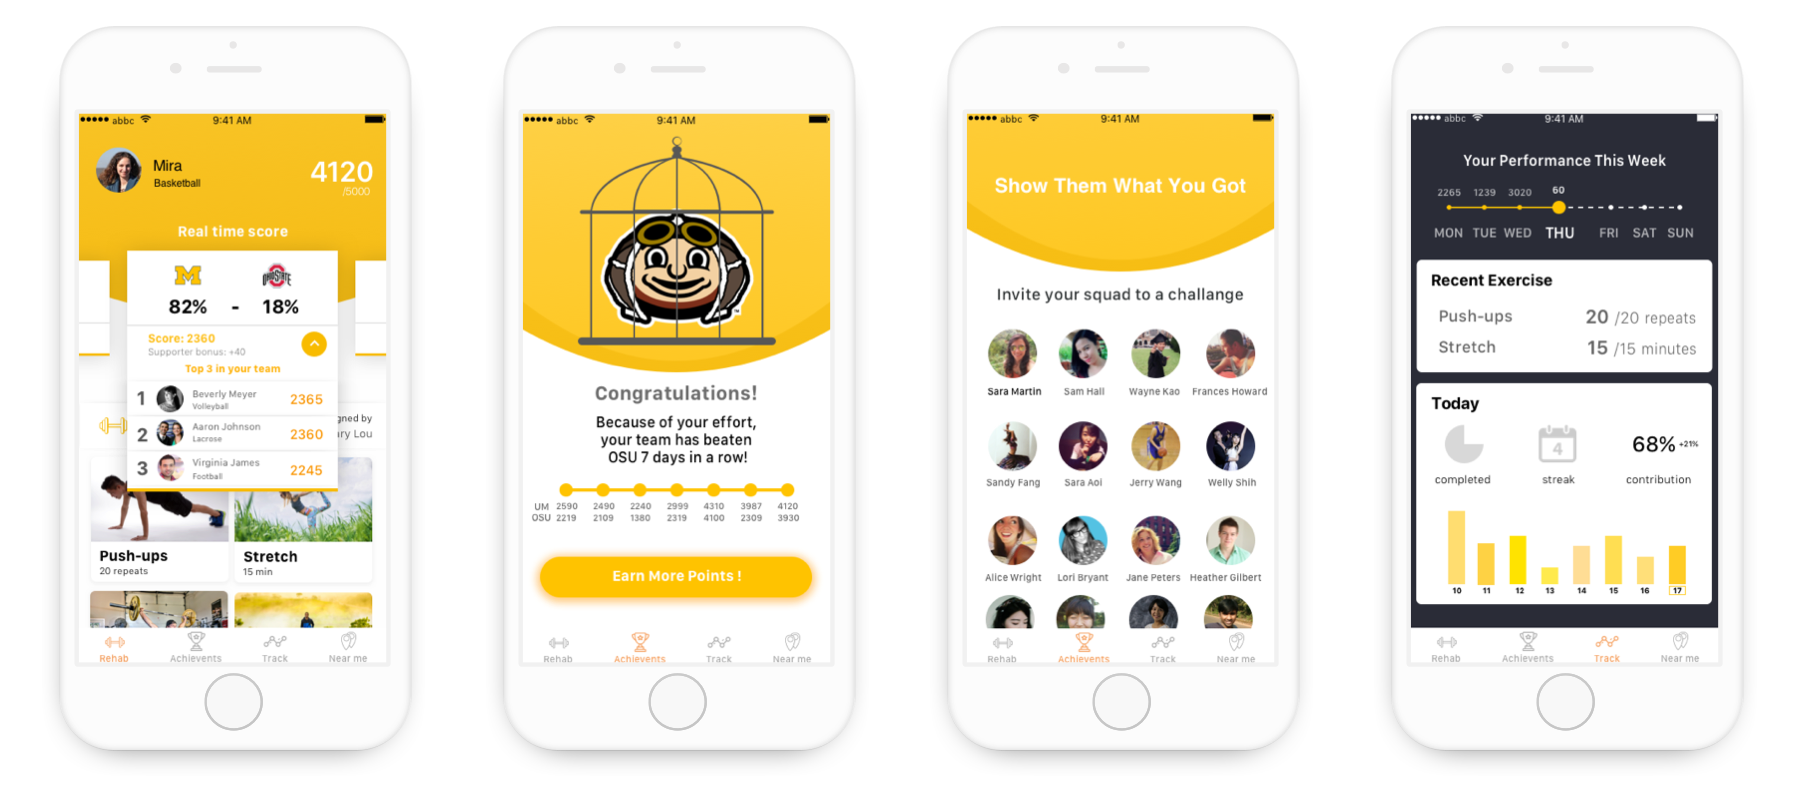 abbc 9:41 AM
Mira
Basketball
4120
/5000
Real time score
M OHIO STATE
82% - 18%
Score: 2360
Supporter bonus: +40
Top 3 in your team
1 Beverly Meyer 2365
Volleyball
2 Aaron Johnson 2360
Lacrose
3 Virginia James 2245
Football
gned by
ry Lou
Push-ups
20 repeats
Stretch
15 min
Rehab Achievents Track Near me
abbc 9:41 AM
TM
Congratulations!
Because of your effort,
your team has beaten
OSU 7 days in a row!
UM 2590 2490 2240 2999 4310 3987 4120
OSU 2219 2109 1380 2319 4100 2309 3930
Earn More Points !
Rehab Achievents Track Near me
abbc 9:41 AM
Show Them What You Got
Invite your squad to a challange
Sara Martin Sam Hall Wayne Kao Frances Howard
Sandy Fang Sara Aoi Jerry Wang Welly Shih
Alice Wright Lori Bryant Jane Peters Heather Gilbert
Rehab Achievents Track Near me
abbc 9:41 AM
Your Performance This Week
2265 1239 3020 60
MON TUE WED THU FRI SAT SUN
Recent Exercise
Push-ups 20 /20 repeats
Stretch 15 /15 minutes
Today
4 68% +21%
completed streak contribution
10 11 12 13 14 15 16 17
Rehab Achievents Track Near me